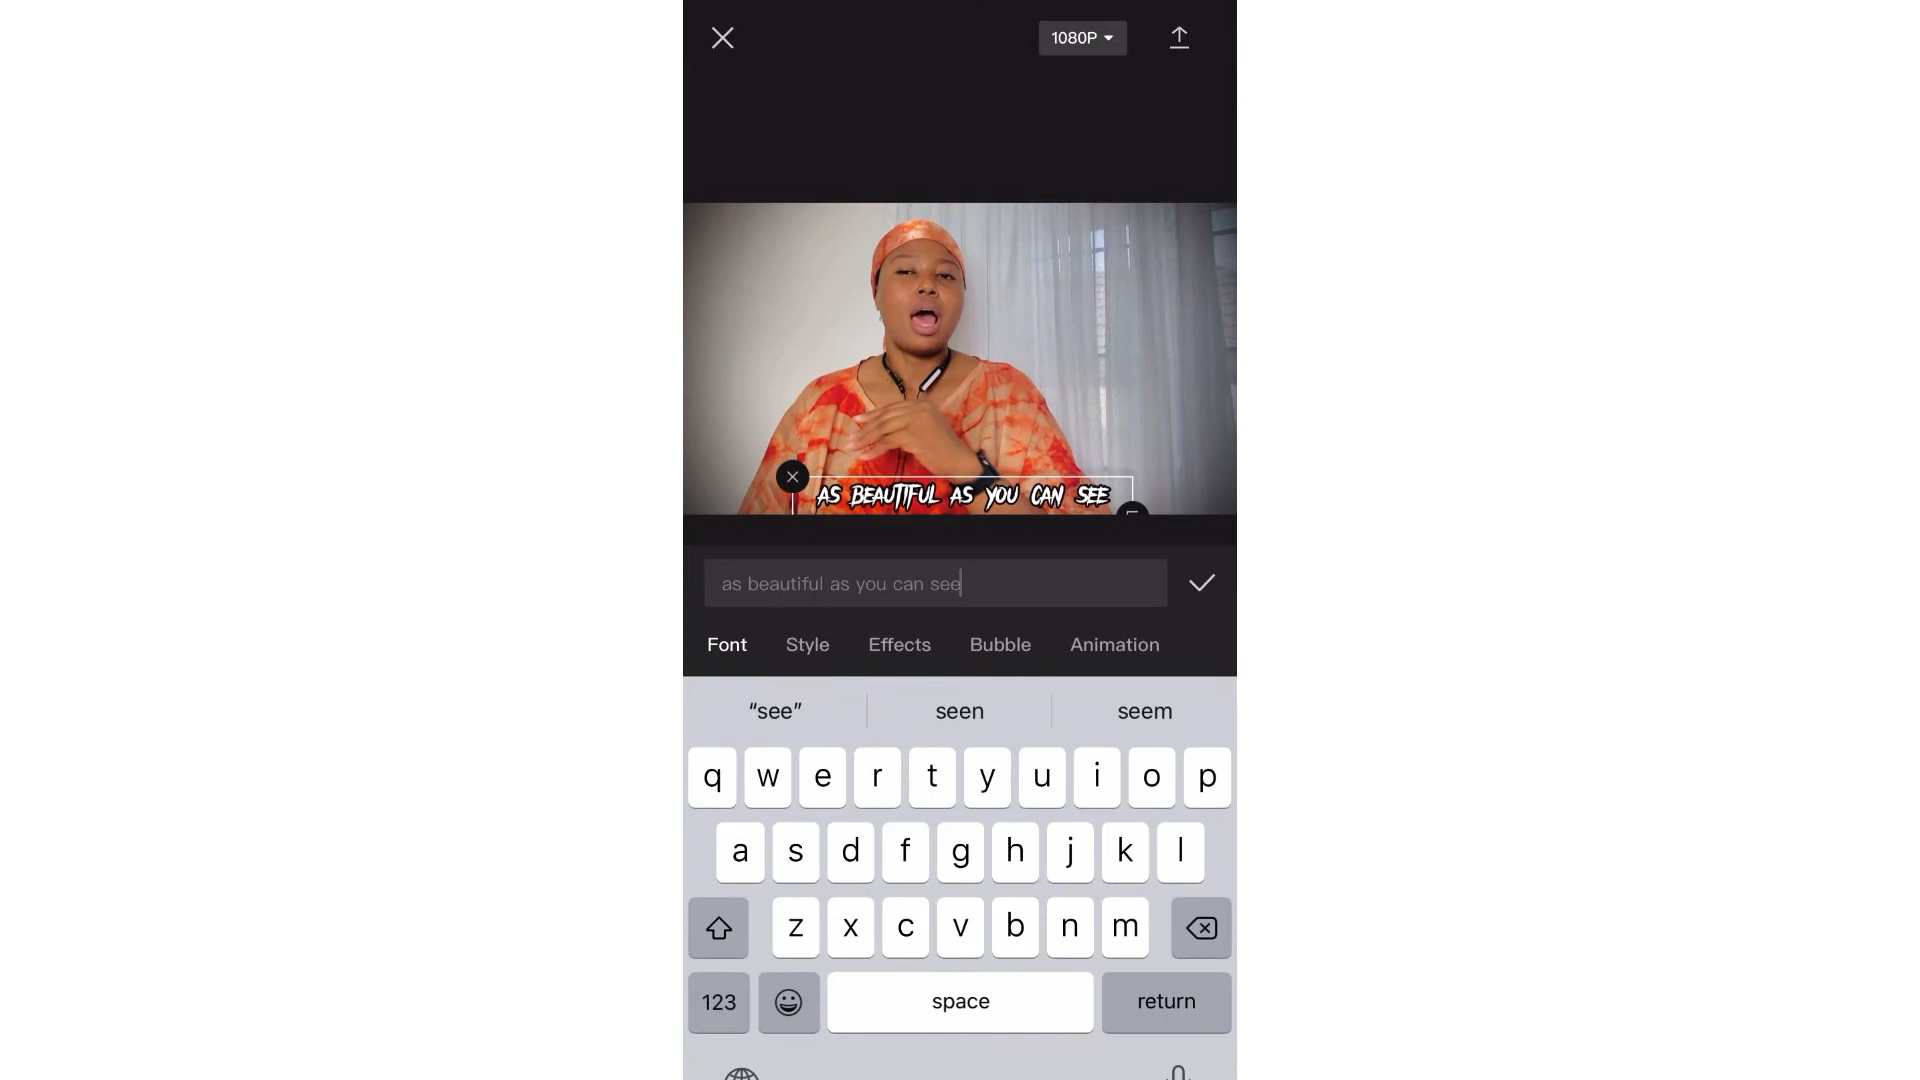 1080P
AS BEAUTIFUL AS YOU CAN SEE
as beautiful as you can see
Font Style Effects Bubble Animation
“see” seen seem
q w e r t y u i o p
a s d f g h j k l
z x c v b n m
123 space return